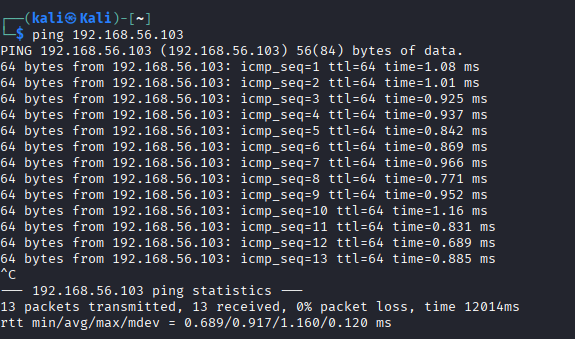 ┌──(kali㉿Kali)-[~]
└─$ ping 192.168.56.103
PING 192.168.56.103 (192.168.56.103) 56(84) bytes of data.
64 bytes from 192.168.56.103: icmp_seq=1 ttl=64 time=1.08 ms
64 bytes from 192.168.56.103: icmp_seq=2 ttl=64 time=1.01 ms
64 bytes from 192.168.56.103: icmp_seq=3 ttl=64 time=0.925 ms
64 bytes from 192.168.56.103: icmp_seq=4 ttl=64 time=0.937 ms
64 bytes from 192.168.56.103: icmp_seq=5 ttl=64 time=0.842 ms
64 bytes from 192.168.56.103: icmp_seq=6 ttl=64 time=0.869 ms
64 bytes from 192.168.56.103: icmp_seq=7 ttl=64 time=0.966 ms
64 bytes from 192.168.56.103: icmp_seq=8 ttl=64 time=0.771 ms
64 bytes from 192.168.56.103: icmp_seq=9 ttl=64 time=0.952 ms
64 bytes from 192.168.56.103: icmp_seq=10 ttl=64 time=1.16 ms
64 bytes from 192.168.56.103: icmp_seq=11 ttl=64 time=0.831 ms
64 bytes from 192.168.56.103: icmp_seq=12 ttl=64 time=0.689 ms
64 bytes from 192.168.56.103: icmp_seq=13 ttl=64 time=0.885 ms
^C
--- 192.168.56.103 ping statistics ---
13 packets transmitted, 13 received, 0% packet loss, time 12014ms
rtt min/avg/max/mdev = 0.689/0.917/1.160/0.120 ms